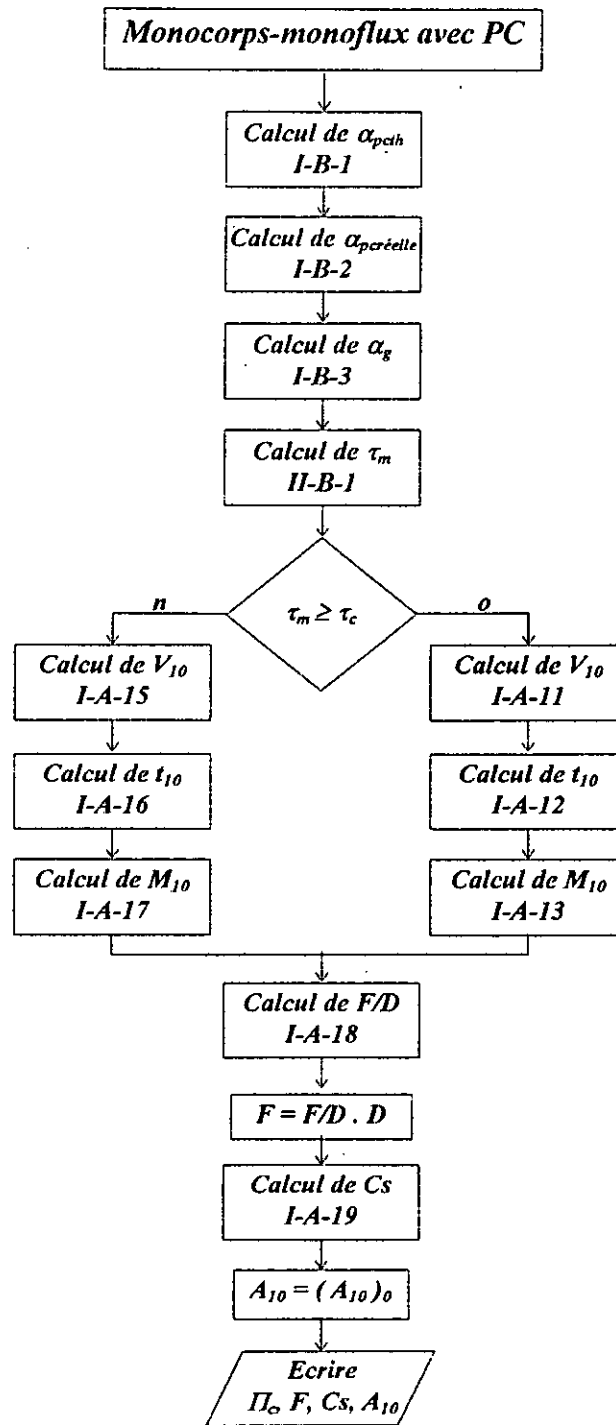 Monocorps-monoflux avec PC
Calcul de α_pcth
I-B-1
Calcul de α_pcréelle
I-B-2
Calcul de α_g
I-B-3
Calcul de τ_m
II-B-1
τ_m ≥ τ_c
n
o
Calcul de V_10
I-A-15
Calcul de t_10
I-A-16
Calcul de M_10
I-A-17
Calcul de V_10
I-A-11
Calcul de t_10
I-A-12
Calcul de M_10
I-A-13
Calcul de F/D
I-A-18
F = F/D . D
Calcul de Cs
I-A-19
A_10 = ( A_10 )_0
Ecrire
Π_c, F, Cs, A_10